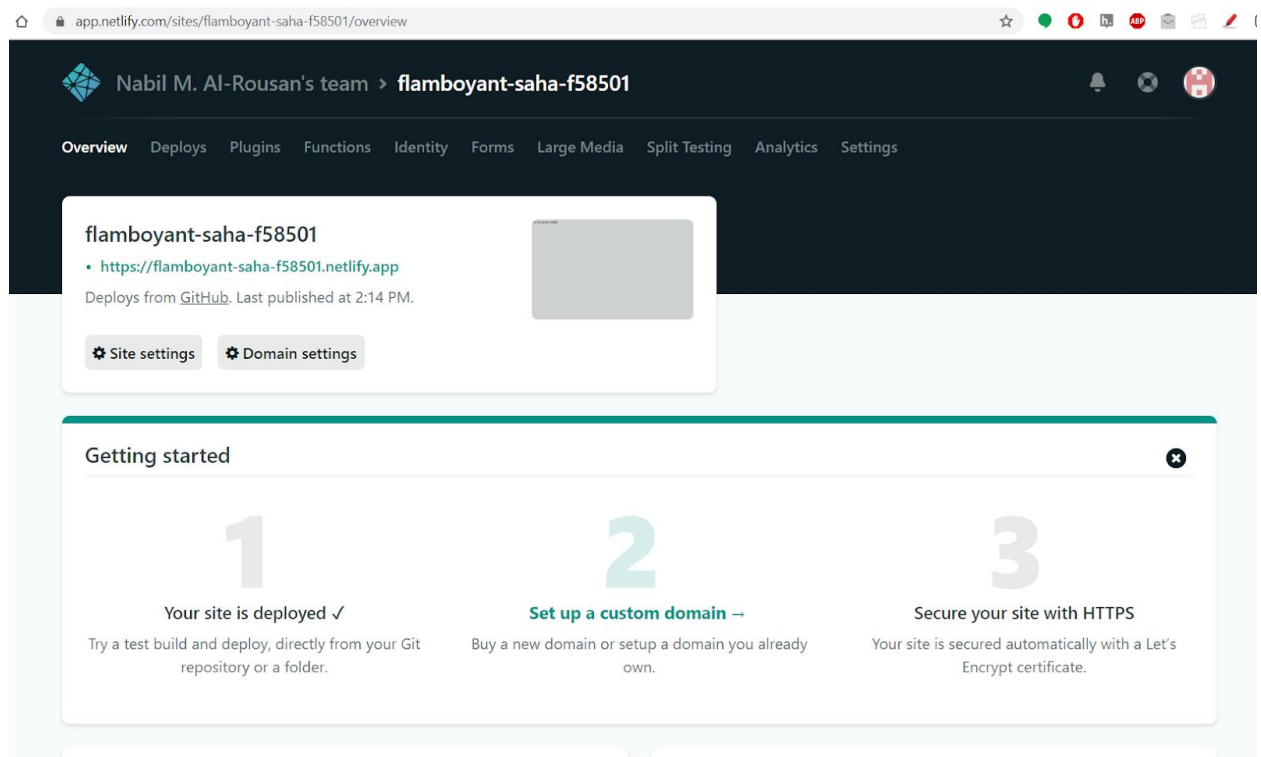 app.netlify.com/sites/flamboyant-saha-f58501/overview
h.
ABP
Nabil M. Al-Rousan's team > flamboyant-saha-f58501
Overview Deploys Plugins Functions Identity Forms Large Media Split Testing Analytics Settings
flamboyant-saha-f58501
• https://flamboyant-saha-f58501.netlify.app
Deploys from GitHub. Last published at 2:14 PM.
Site settings Domain settings
Getting started
1
Your site is deployed ✓
Try a test build and deploy, directly from your Git
repository or a folder.
2
Set up a custom domain →
Buy a new domain or setup a domain you already
own.
3
Secure your site with HTTPS
Your site is secured automatically with a Let's
Encrypt certificate.